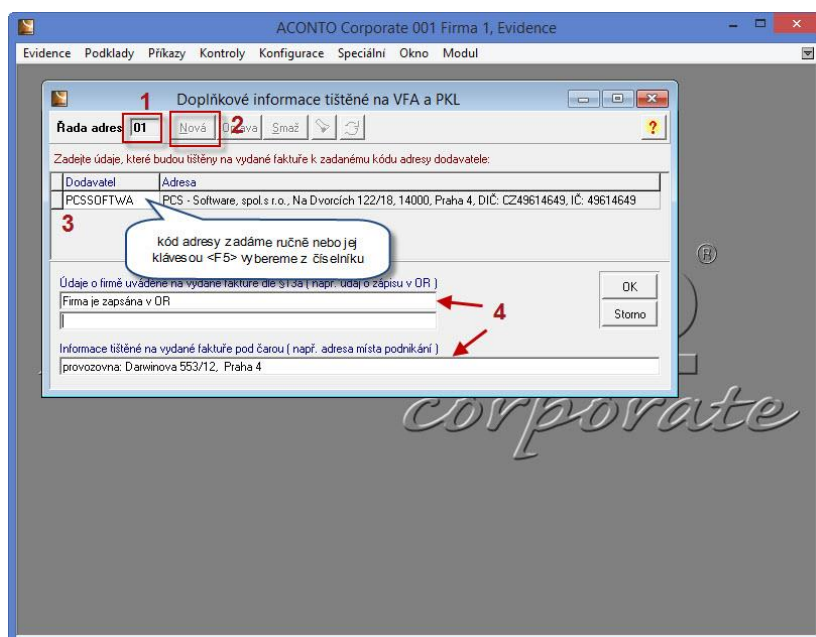 ACONTO Corporate 001 Firma 1, Evidence
Evidence Podklady Příkazy Kontroly Konfigurace Speciální Okno Modul
1 Doplňkové informace tištěné na VFA a PKL
Řada adres 01 Nová 2 Oprava Smaž ?
Zadejte údaje, které budou tištěny na vydané faktuře k zadanému kódu adresy dodavatele:
Dodavatel Adresa
PCSSOFTWA PCS - Software, spol.s r.o., Na Dvorcích 122/18, 14000, Praha 4, DIČ: CZ49614649, IČ: 49614649
3
kód adresy zadáme ručně nebo jej
klávesou <F5> vybereme z číselníku
Údaje o firmě uváděné na vydané faktuře dle §13a ( např. údaj o zápisu v OR )
Firma je zapsána v OR
OK
4
Storno
Informace tištěné na vydané faktuře pod čarou ( např. adresa místa podnikání )
provozovna: Darwinova 553/12, Praha 4
®
corporate